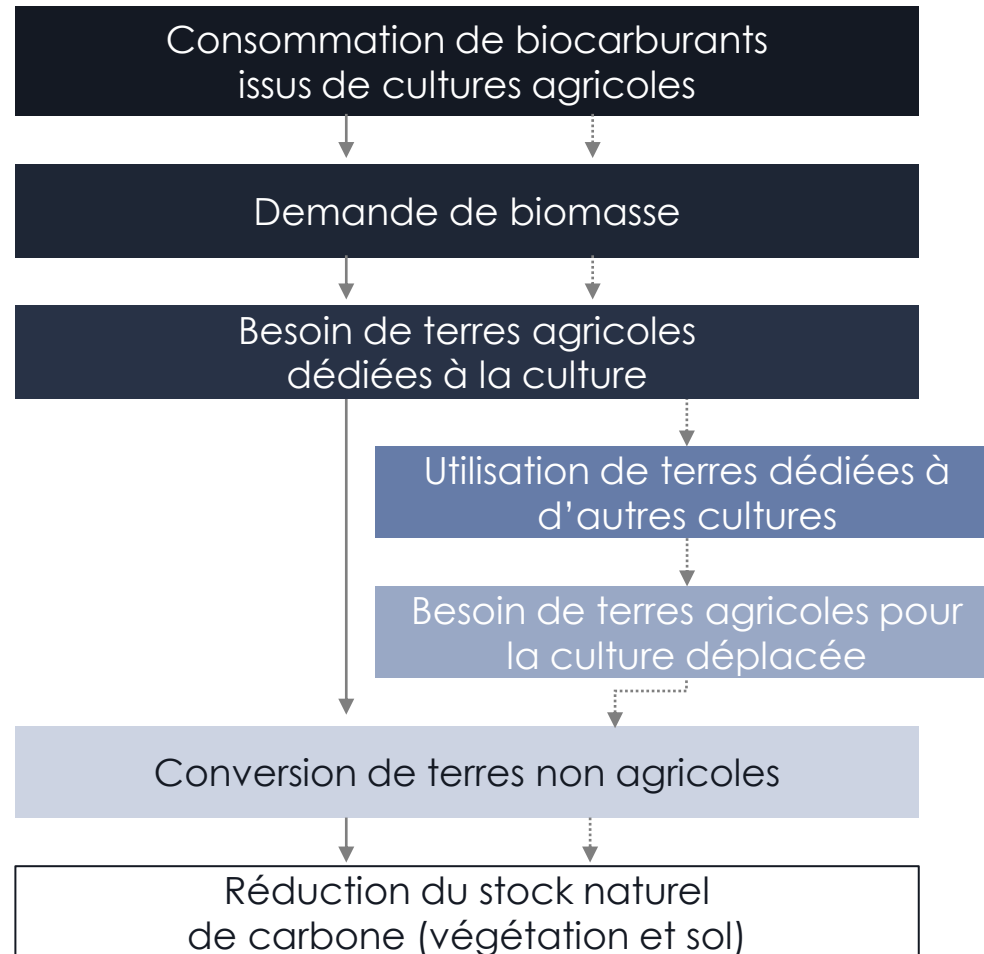 Consommation de biocarburants
issus de cultures agricoles
Demande de biomasse
Besoin de terres agricoles
dédiées à la culture
Utilisation de terres dédiées à
d’autres cultures
Besoin de terres agricoles pour
la culture déplacée
Conversion de terres non agricoles
Réduction du stock naturel
de carbone (végétation et sol)